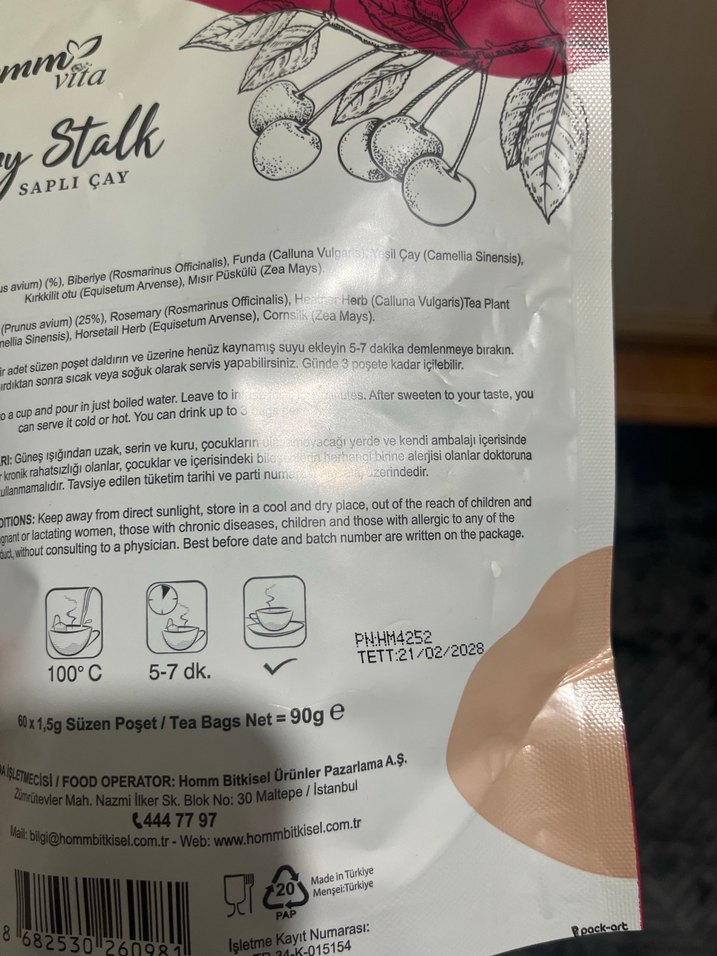 mm
vita
y Stalk
SAPLI ÇAY
us avium) (%), Biberiye (Rosmarinus Officinalis), Funda (Calluna Vulgaris), Yeşil Çay (Camellia Sinensis),
Kırkkilit otu (Equisetum Arvense), Mısır Püskülü (Zea Mays).
(Prunus avium) (25%), Rosemary (Rosmarinus Officinalis), Heather Herb (Calluna Vulgaris)Tea Plant
nellia Sinensis), Horsetail Herb (Equisetum Arvense), Cornsilk (Zea Mays).
ir adet süzen poşet daldırın ve üzerine henüz kaynamış suyu ekleyin 5-7 dakika demlenmeye bırakın.
ırdıktan sonra sıcak veya soğuk olarak servis yapabilirsiniz. Günde 3 poşete kadar içilebilir.
o a cup and pour in just boiled water. Leave to in minutes. After sweeten to your taste, you
can serve it cold or hot. You can drink up to 3
RI: Güneş ışığından uzak, serin ve kuru, çocukların ulaşamayacağı yerde ve kendi ambalajı içerisinde
kronik rahatsızlığı olanlar, çocuklar ve içerisindeki herhangi birine alerjisi olanlar doktoruna
ullanmamalıdır. Tavsiye edilen tüketim tarihi ve parti üzerindedir.
DITIONS: Keep away from direct sunlight, store in a cool and dry place, out of the reach of children and
gnant or lactating women, those with chronic diseases, children and those with allergic to any of the
duct, without consulting to a physician. Best before date and batch number are written on the package.
100° C
5-7 dk.
PN:HM4252
TETT:21/02/2028
60 x 1,5g Süzen Poşet / Tea Bags Net = 90g e
A İŞLETMECİSİ / FOOD OPERATOR: Homm Bitkisel Ürünler Pazarlama A.Ş.
Zümrütevler Mah. Nazmi İlker Sk. Blok No: 30 Maltepe / İstanbul
444 77 97
Mail: bilgi@hommbitkisel.com.tr - Web: www.hommbitkisel.com.tr
20
PAP
Made in Türkiye
Menşei:Türkiye
8 682530 260981
İşletme Kayıt Numarası:
TR 34-K-015154
pack-art